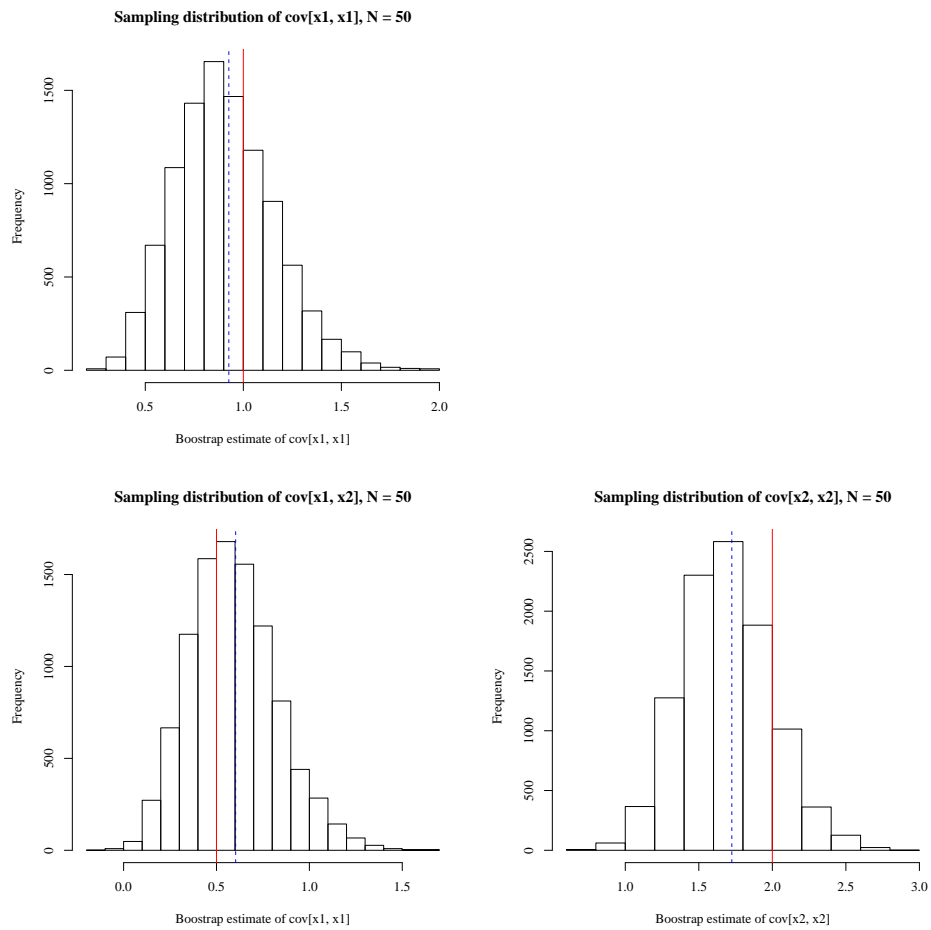 Sampling distribution of cov[x1, x1], N = 50
Frequency
1500
1000
500
0
0.5 1.0 1.5 2.0
Boostrap estimate of cov[x1, x1]
Sampling distribution of cov[x1, x2], N = 50
Frequency
1500
1000
500
0
0.0 0.5 1.0 1.5
Boostrap estimate of cov[x1, x1]
Sampling distribution of cov[x2, x2], N = 50
Frequency
2500
2000
1500
1000
500
0
1.0 1.5 2.0 2.5 3.0
Boostrap estimate of cov[x2, x2]